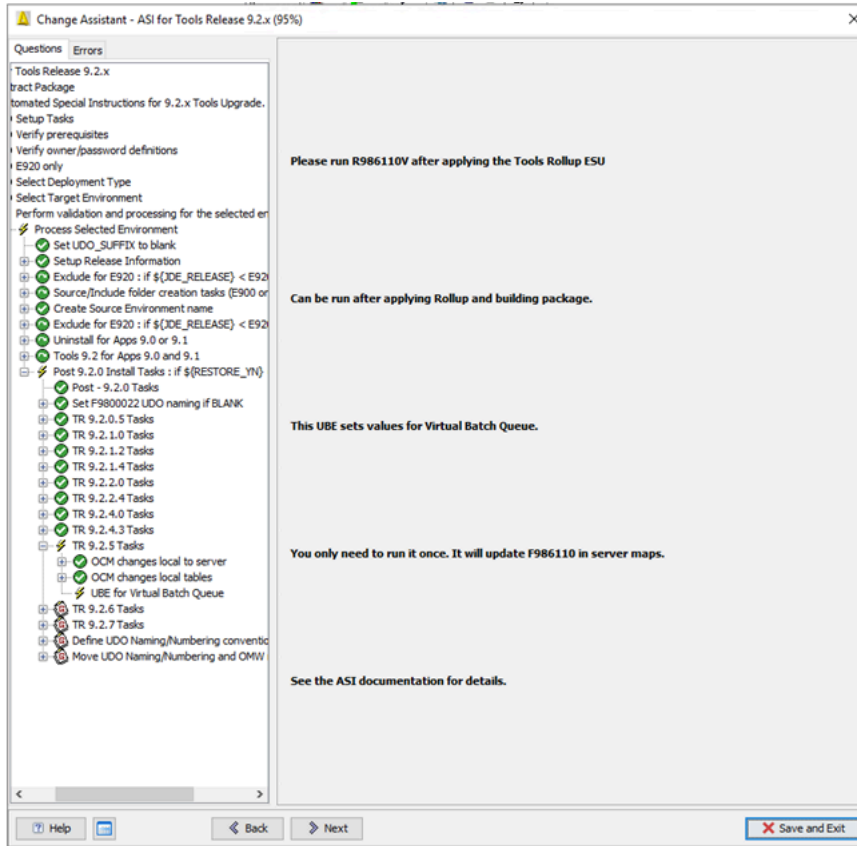 Change Assistant - ASI for Tools Release 9.2.x (95%)
Questions Errors
Tools Release 9.2.x
tract Package
tomated Special Instructions for 9.2.x Tools Upgrade.
Setup Tasks
Verify prerequisites
Verify owner/password definitions
E920 only
Select Deployment Type
Select Target Environment
Perform validation and processing for the selected en
Process Selected Environment
Set UDO_SUFFIX to blank
Setup Release Information
Exclude for E920 : if ${JDE_RELEASE} < E920
Source/Include folder creation tasks (E900 or
Create Source Environment name
Exclude for E920 : if ${JDE_RELEASE} < E920
Uninstall for Apps 9.0 or 9.1
Tools 9.2 for Apps 9.0 and 9.1
Post 9.2.0 Install Tasks : if ${RESTORE_YN}
Post - 9.2.0 Tasks
Set F9800022 UDO naming if BLANK
TR 9.2.0.5 Tasks
TR 9.2.1.0 Tasks
TR 9.2.1.2 Tasks
TR 9.2.1.4 Tasks
TR 9.2.2.0 Tasks
TR 9.2.2.4 Tasks
TR 9.2.4.0 Tasks
TR 9.2.4.3 Tasks
TR 9.2.5 Tasks
OCM changes local to server
OCM changes local tables
UBE for Virtual Batch Queue
TR 9.2.6 Tasks
TR 9.2.7 Tasks
Define UDO Naming/Numbering conventic
Move UDO Naming/Numbering and OMW
Please run R986110V after applying the Tools Rollup ESU
Can be run after applying Rollup and building package.
This UBE sets values for Virtual Batch Queue.
You only need to run it once. It will update F986110 in server maps.
See the ASI documentation for details.
Help Back Next Save and Exit